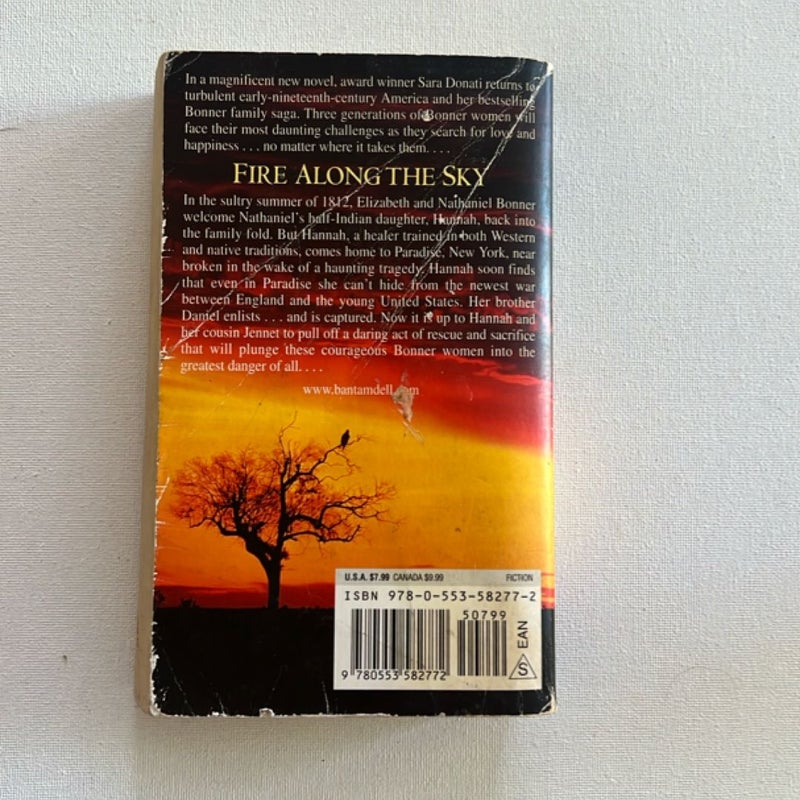 In a magnificent new novel, award winner Sara Donati returns to
turbulent early-nineteenth-century America and her bestselling
Bonner family saga. Three generations of Bonner women will
face their most daunting challenges as they search for love and
happiness . . . no matter where it takes them. . . .
FIRE ALONG THE SKY
In the sultry summer of 1812, Elizabeth and Nathaniel Bonner
welcome Nathaniel's half-Indian daughter, Hannah, back into
the family fold. But Hannah, a healer trained in both Western
and native traditions, comes home to Paradise, New York, near
broken in the wake of a haunting tragedy. Hannah soon finds
that even in Paradise she can't hide from the newest war
between England and the young United States. Her brother
Daniel enlists . . . and is captured. Now it is up to Hannah and
her cousin Jennet to pull off a daring act of rescue and sacrifice
that will plunge these courageous Bonner women into the
greatest danger of all. . . .
www.bantamdell.com
U.S.A. $7.99 CANADA $9.99 FICTION
ISBN 978-0-553-58277-2
50799
9 780553 582772
S EAN